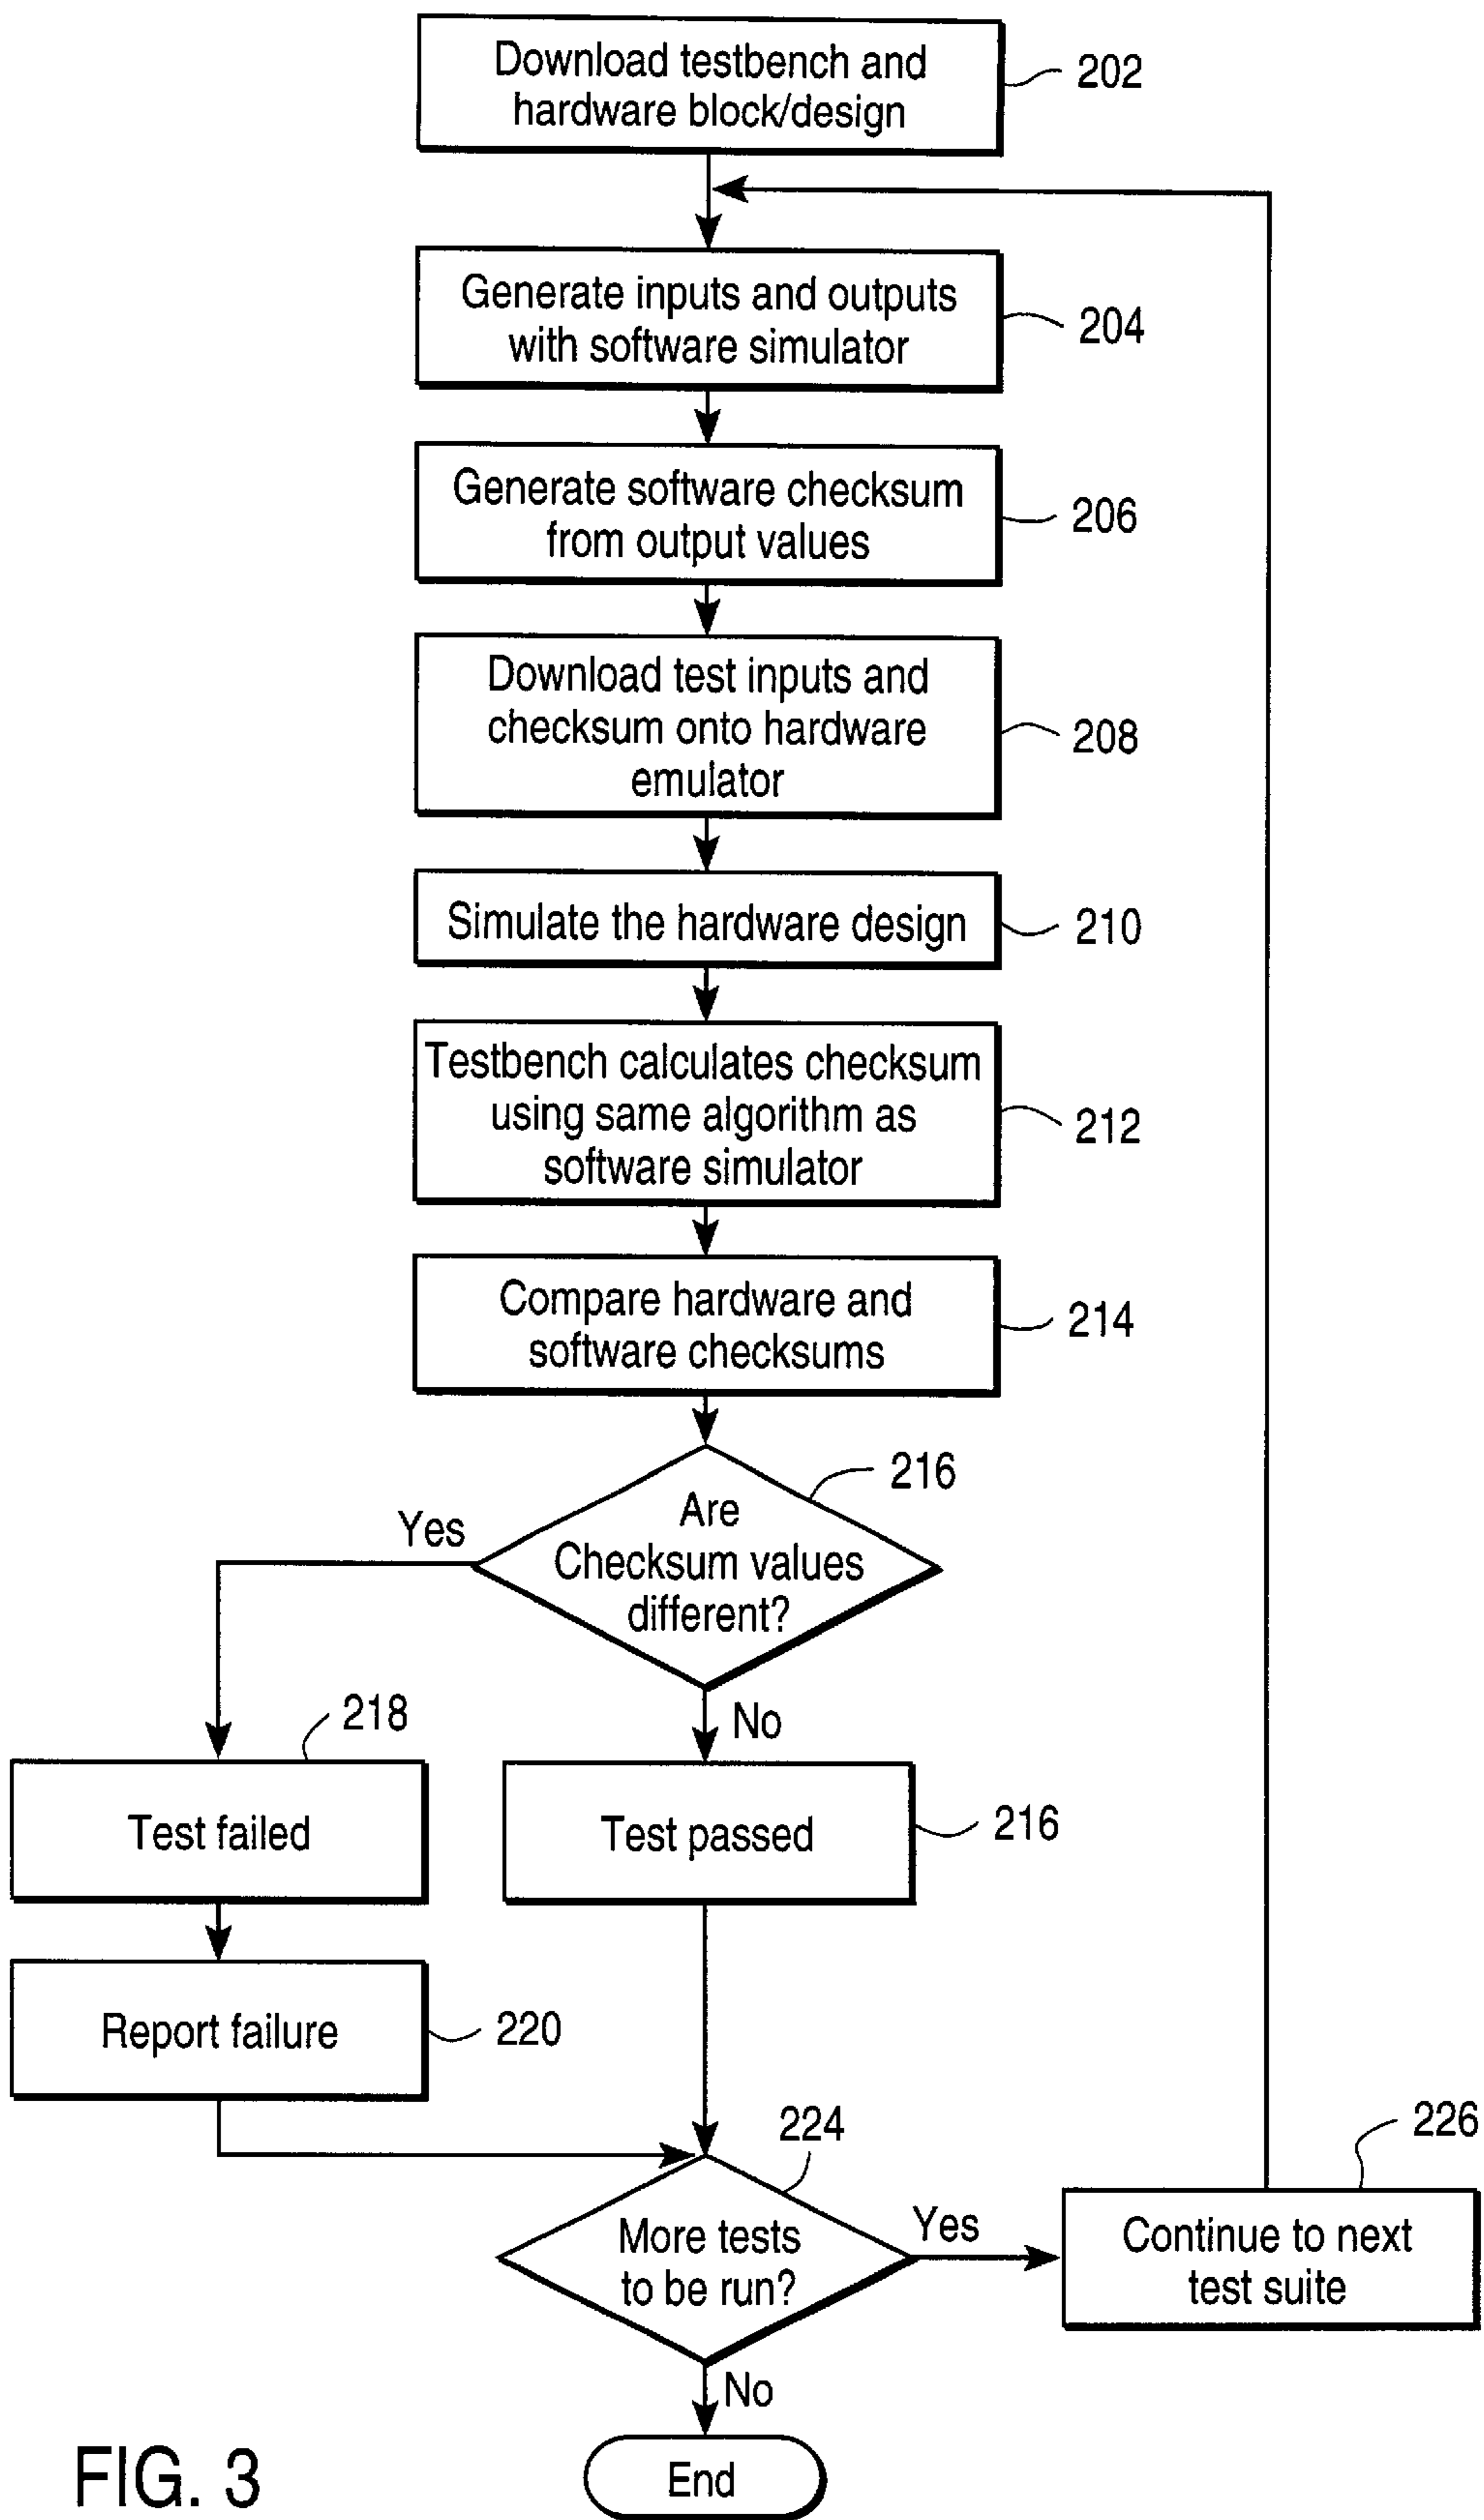 Download testbench and
hardware block/design
202
Generate inputs and outputs
with software simulator
204
Generate software checksum
from output values
206
Download test inputs and
checksum onto hardware
emulator
208
Simulate the hardware design
210
Testbench calculates checksum
using same algorithm as
software simulator
212
Compare hardware and
software checksums
214
216
Are
Checksum values
different?
Yes
No
218
Test failed
Test passed
216
Report failure
220
224
More tests
to be run?
Yes
226
Continue to next
test suite
No
End
FIG. 3